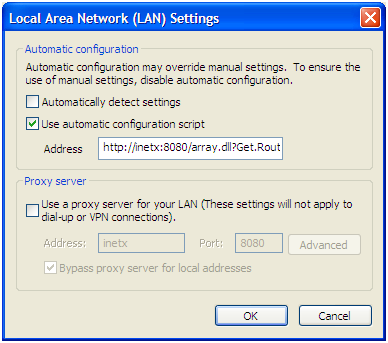 Local Area Network (LAN) Settings
Automatic configuration
Automatic configuration may override manual settings. To ensure the
use of manual settings, disable automatic configuration.
Automatically detect settings
Use automatic configuration script
Address http://inetx:8080/array.dll?Get.Rout
Proxy server
Use a proxy server for your LAN (These settings will not apply to
dial-up or VPN connections).
Address: inetx Port: 8080 Advanced
Bypass proxy server for local addresses
OK Cancel